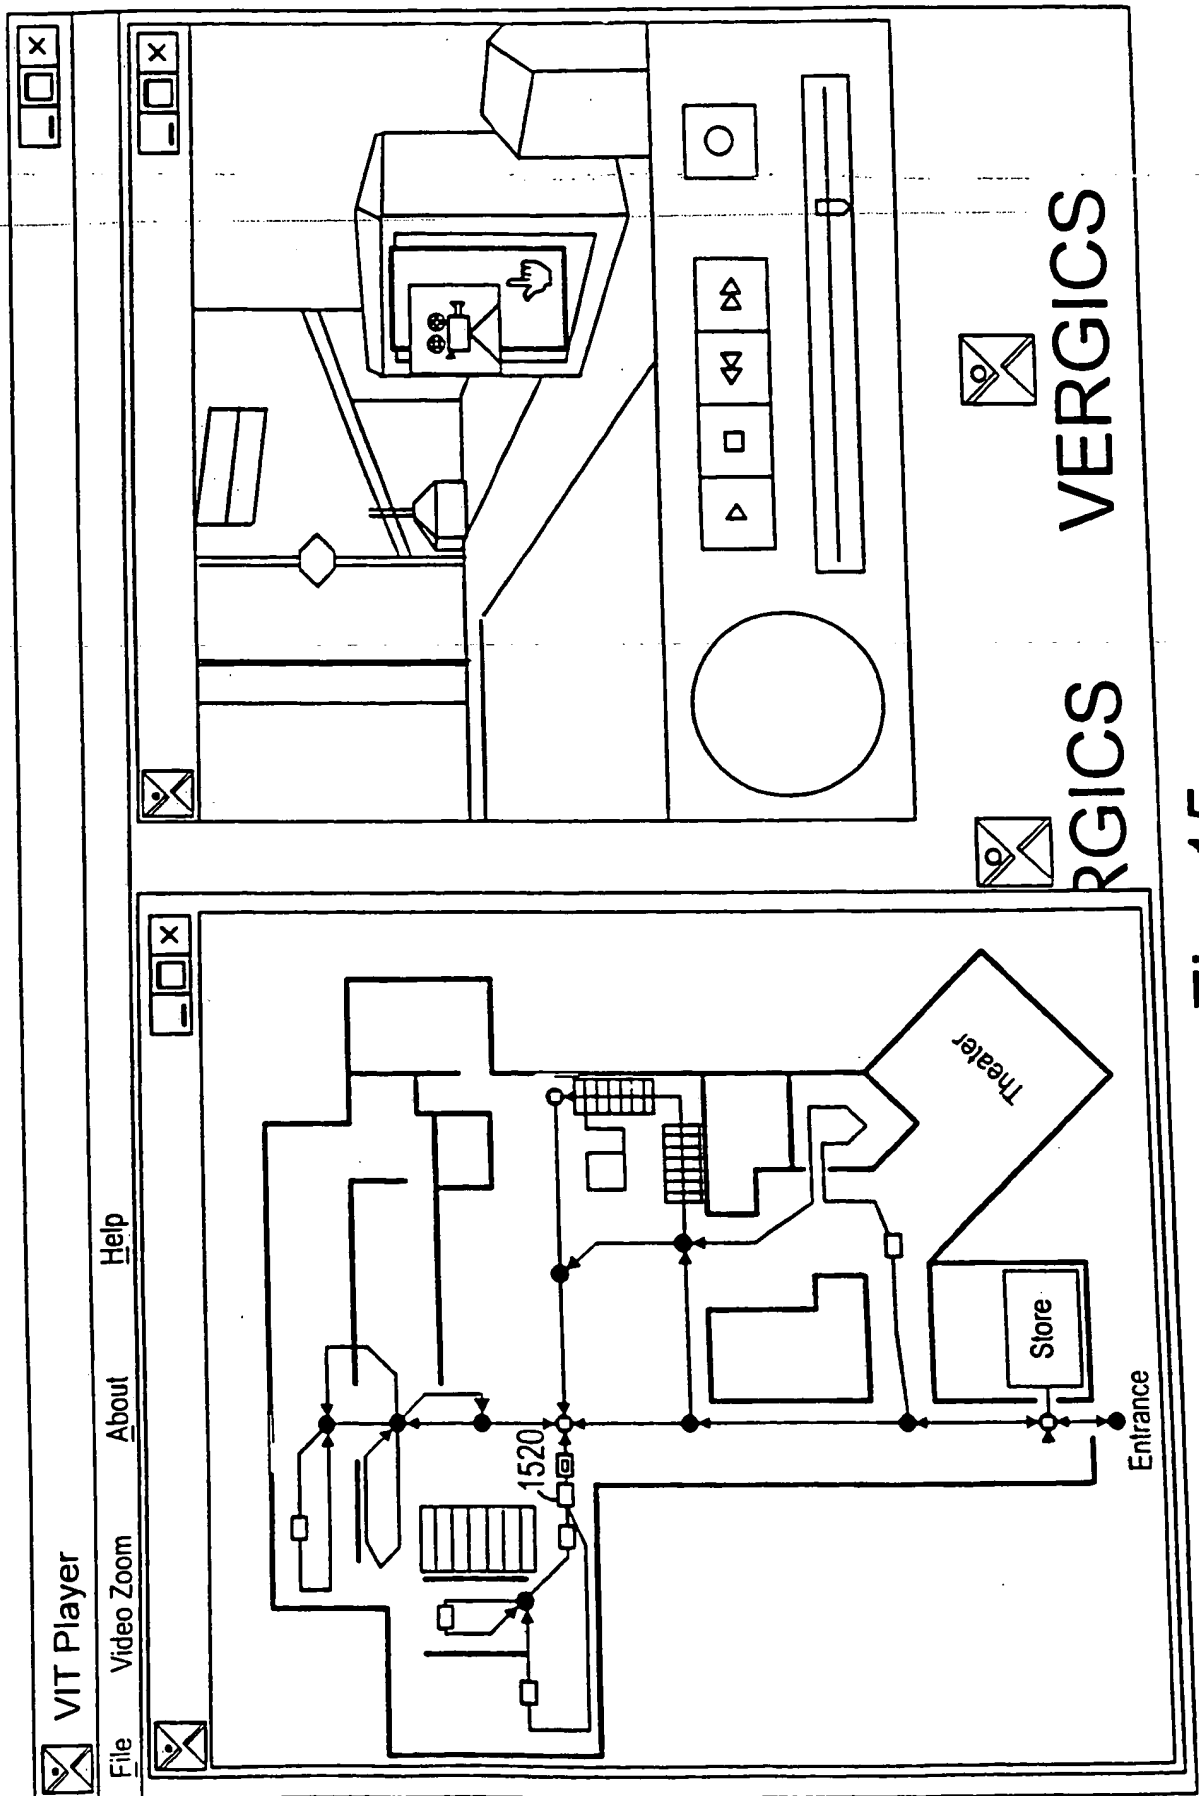 VIT Player
File Video Zoom About Help
1520
Theater
Store
Entrance
RGICS
VERGICS